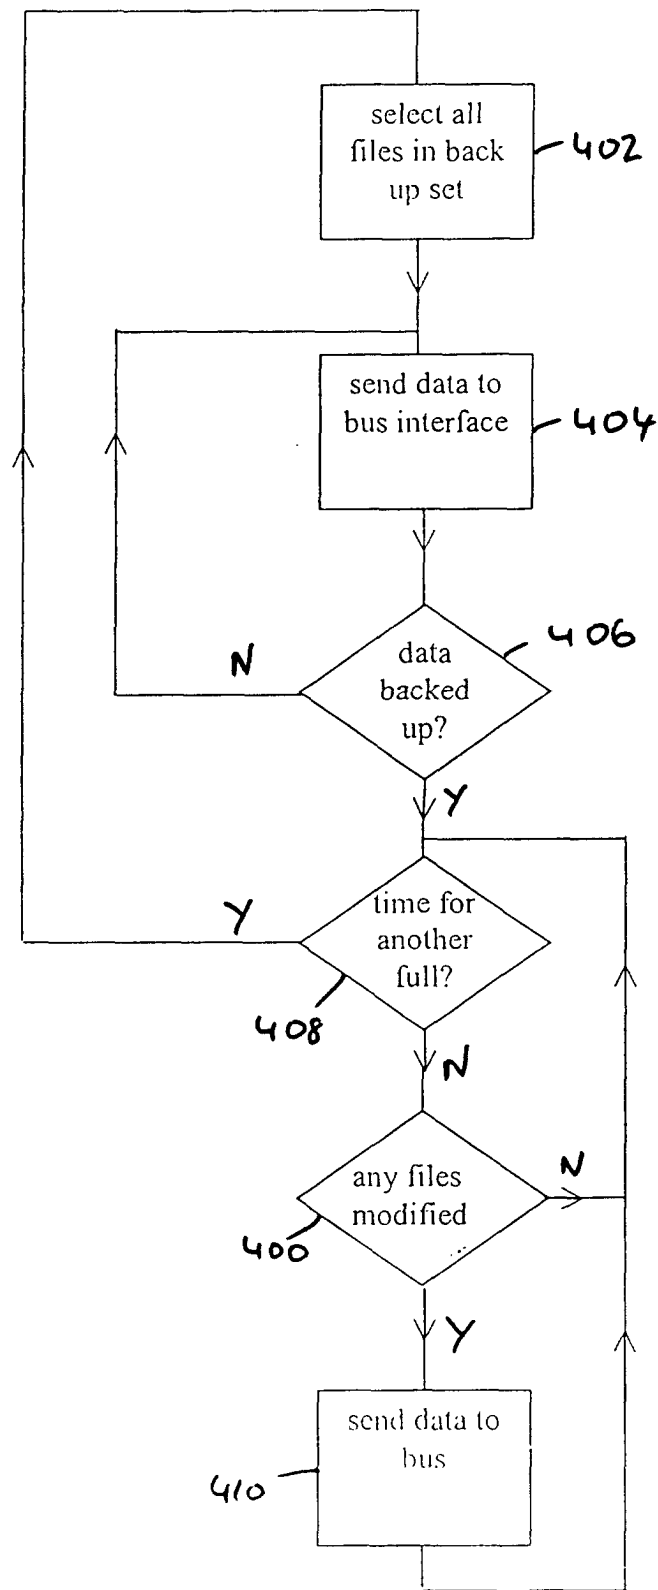 select all
files in back
up set
402
send data to
bus interface
404
data
backed
up?
406
N
Y
time for
another
full?
Y
408
N
any files
modified
N
400
Y
send data to
bus
410